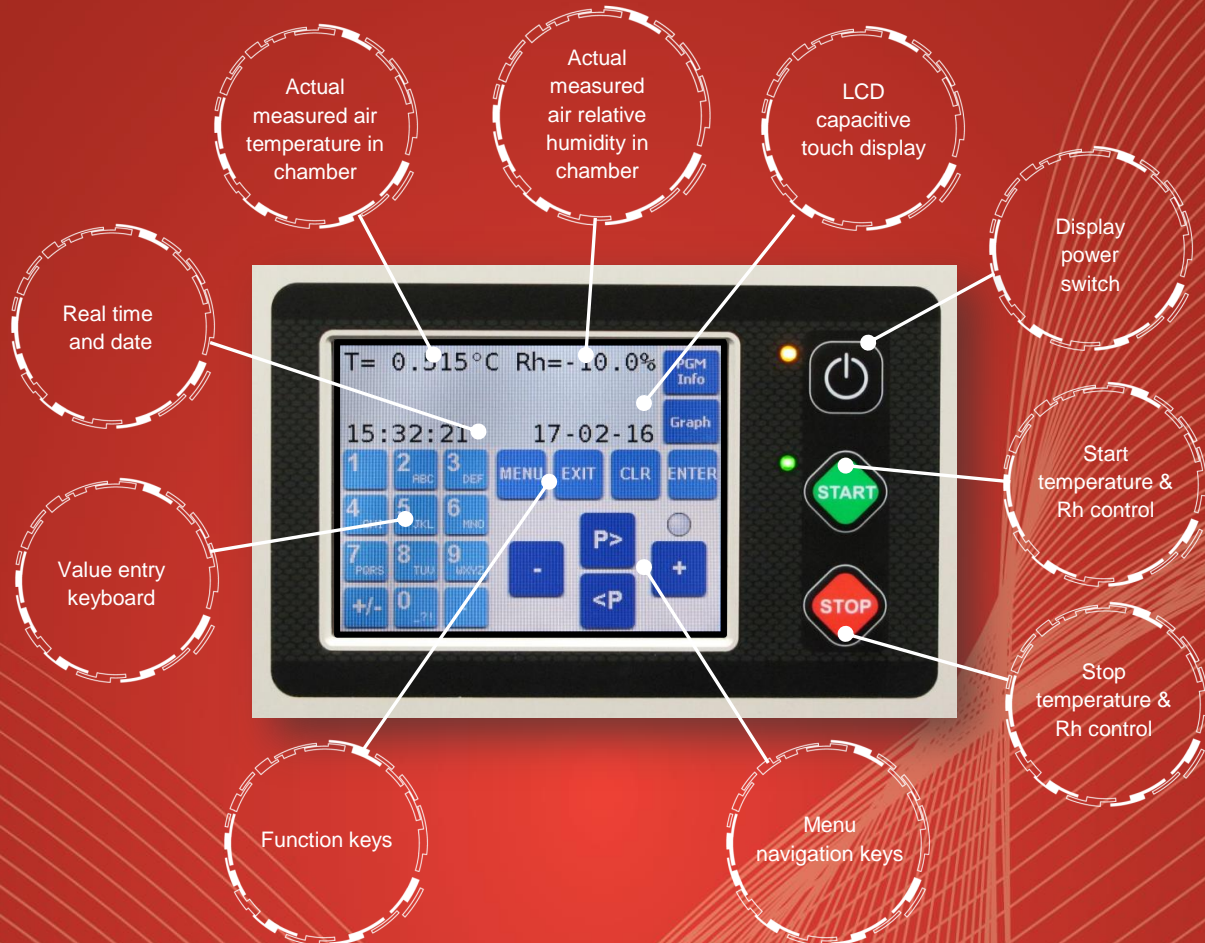 Actual
measured air
temperature in
chamber
Actual
measured
air relative
humidity in
chamber
LCD
capacitive
touch display
Display
power
switch
Real time
and date
Value entry
keyboard
Start
temperature &
Rh control
Stop
temperature &
Rh control
Function keys
Menu
navigation keys
T= 0. 15°C Rh=- 0.0%
PGM
Info
Graph
15:32:21 17-02-16
1 2 ABC 3 DEF
MENU EXIT CLR ENTER
4 5 JKL 6 MNO
7 PQRS 8 TUV 9 WXYZ
+/- 0 _?!
P>
- +
<P
START
STOP